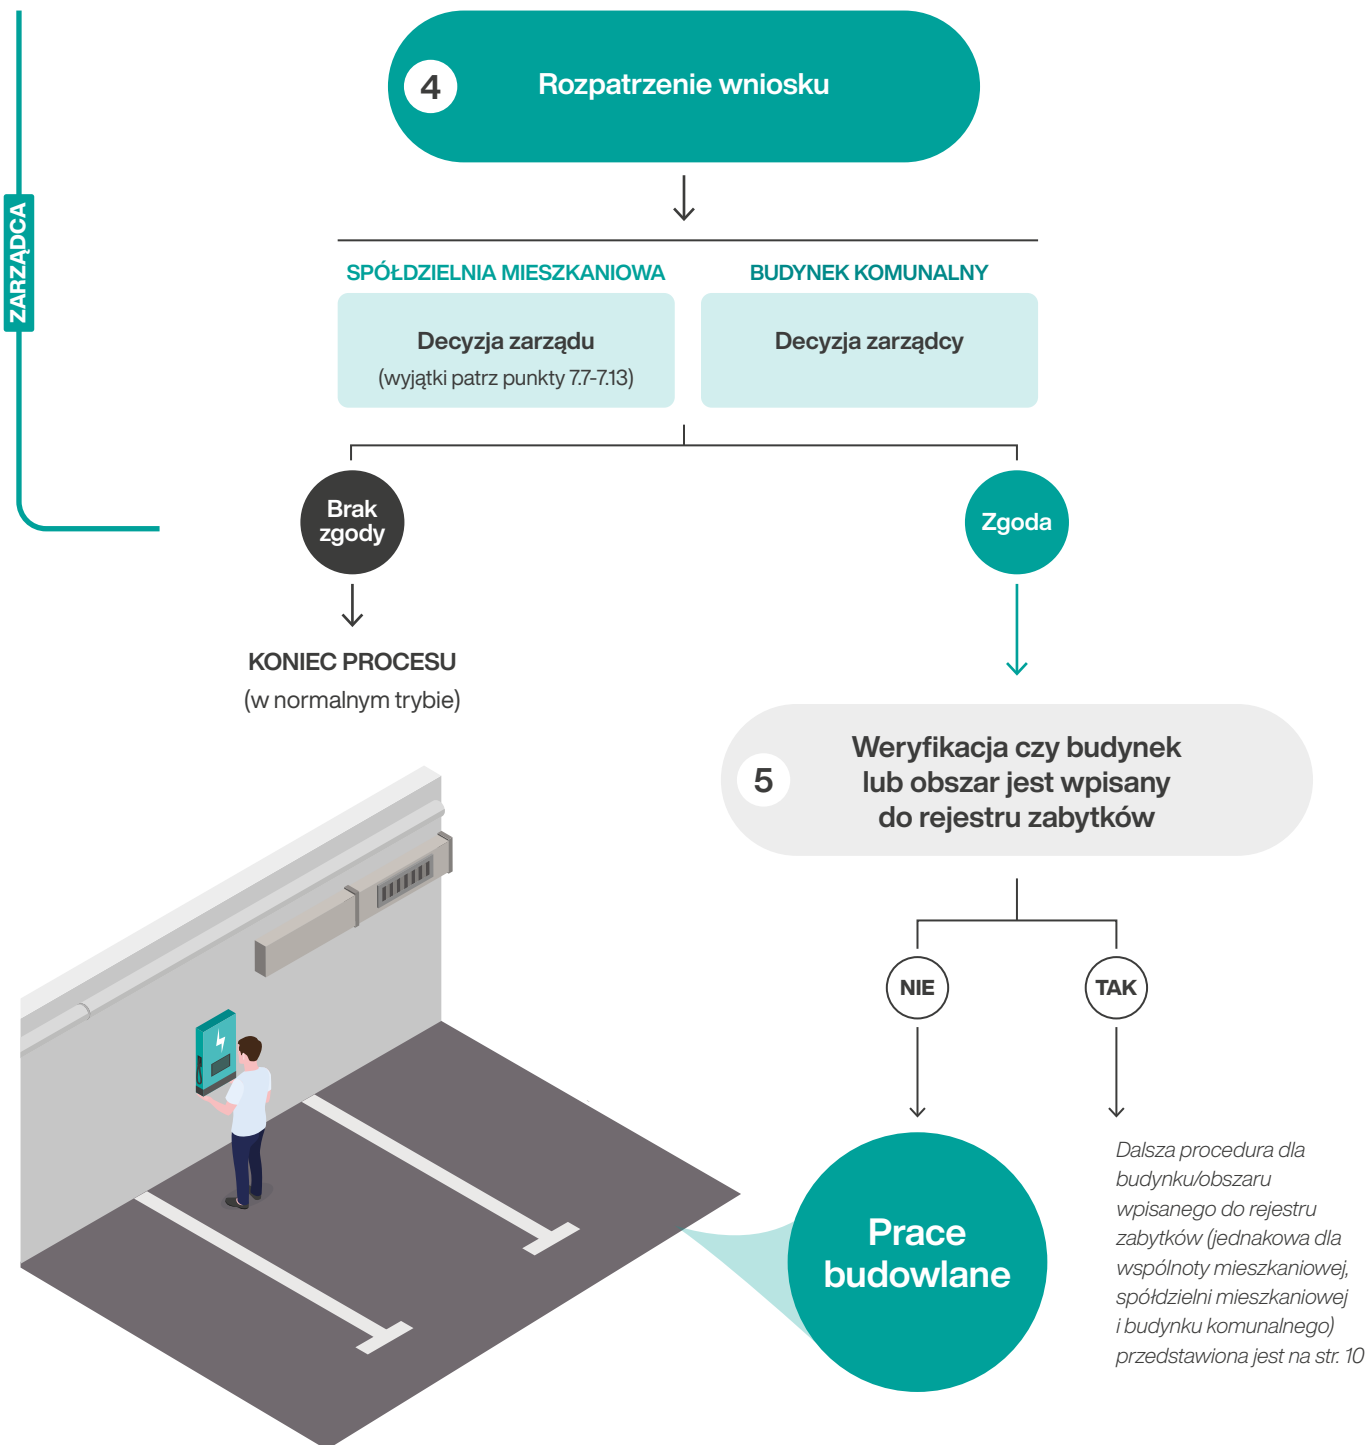 ZARZĄDCA
4
Rozpatrzenie wniosku
SPÓŁDZIELNIA MIESZKANIOWA
BUDYNEK KOMUNALNY
Decyzja zarządu
(wyjątki patrz punkty 7.7-7.13)
Decyzja zarządcy
Brak
zgody
Zgoda
KONIEC PROCESU
(w normalnym trybie)
5
Weryfikacja czy budynek
lub obszar jest wpisany
do rejestru zabytków
NIE
TAK
Prace
budowlane
Dalsza procedura dla
budynku/obszaru
wpisanego do rejestru
zabytków (jednakowa dla
wspólnoty mieszkaniowej,
spółdzielni mieszkaniowej
i budynku komunalnego)
przedstawiona jest na str. 10